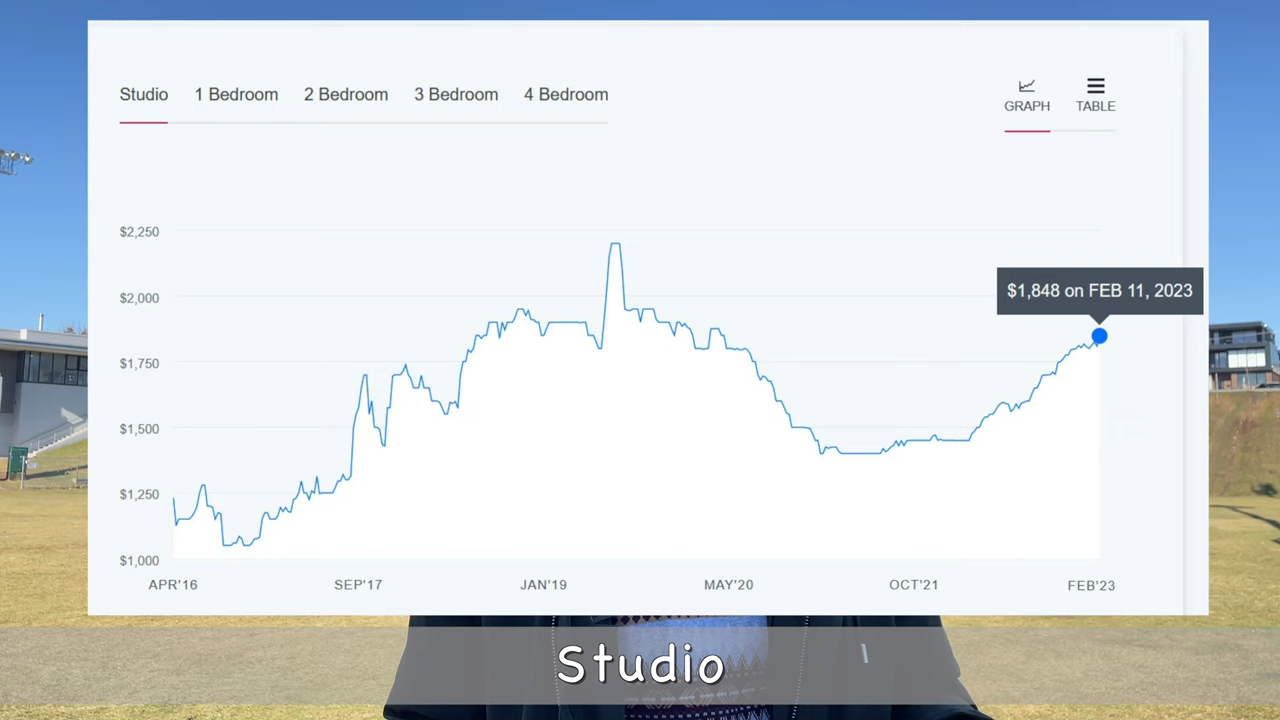 Studio 1 Bedroom 2 Bedroom 3 Bedroom 4 Bedroom
GRAPH TABLE
$2,250
$2,000
$1,750
$1,500
$1,250
$1,000
$1,848 on FEB 11, 2023
APR'16 SEP'17 JAN'19 MAY'20 OCT'21 FEB'23
Studio